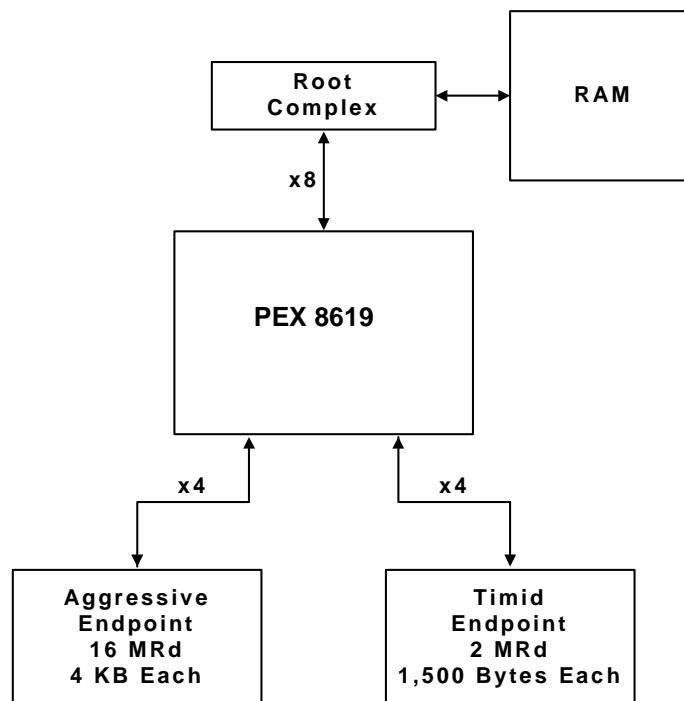 Root
Complex
RAM
x8
PEX 8619
x4
x4
Aggressive
Endpoint
16 MRd
4 KB Each
Timid
Endpoint
2 MRd
1,500 Bytes Each